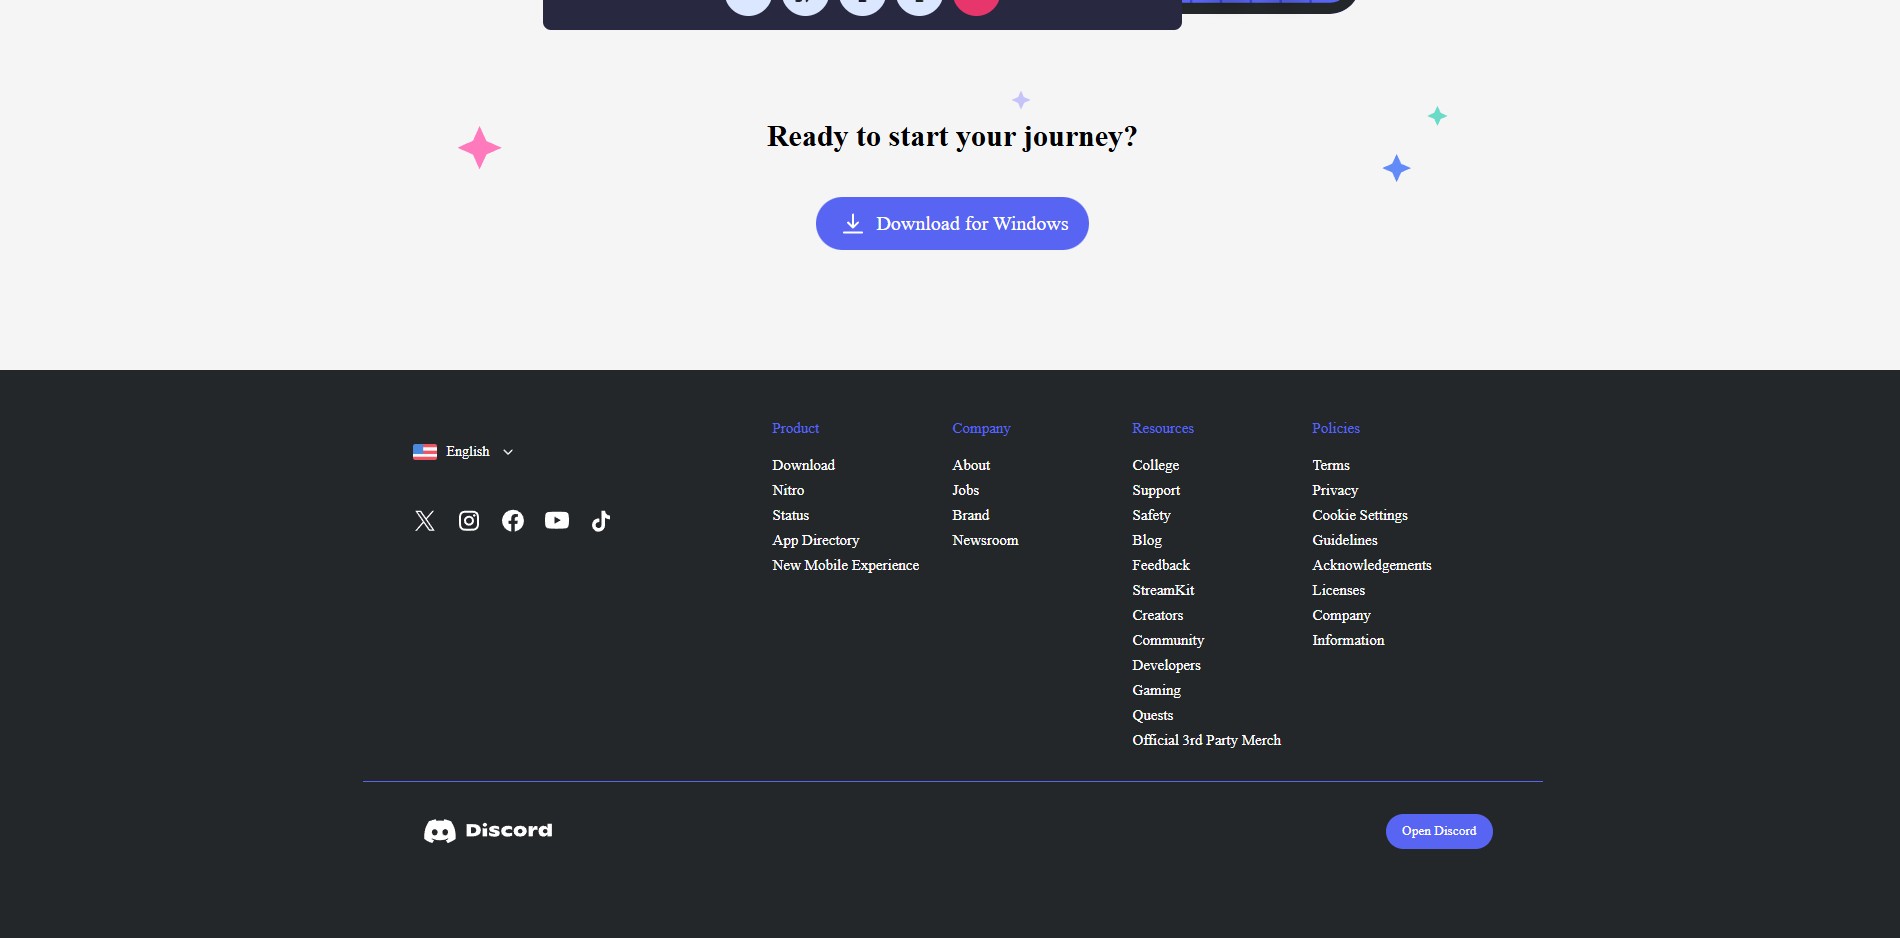 Ready to start your journey?
Download for Windows
English
Product
Download
Nitro
Status
App Directory
New Mobile Experience
Company
About
Jobs
Brand
Newsroom
Resources
College
Support
Safety
Blog
Feedback
StreamKit
Creators
Community
Developers
Gaming
Quests
Official 3rd Party Merch
Policies
Terms
Privacy
Cookie Settings
Guidelines
Acknowledgements
Licenses
Company
Information
Discord
Open Discord